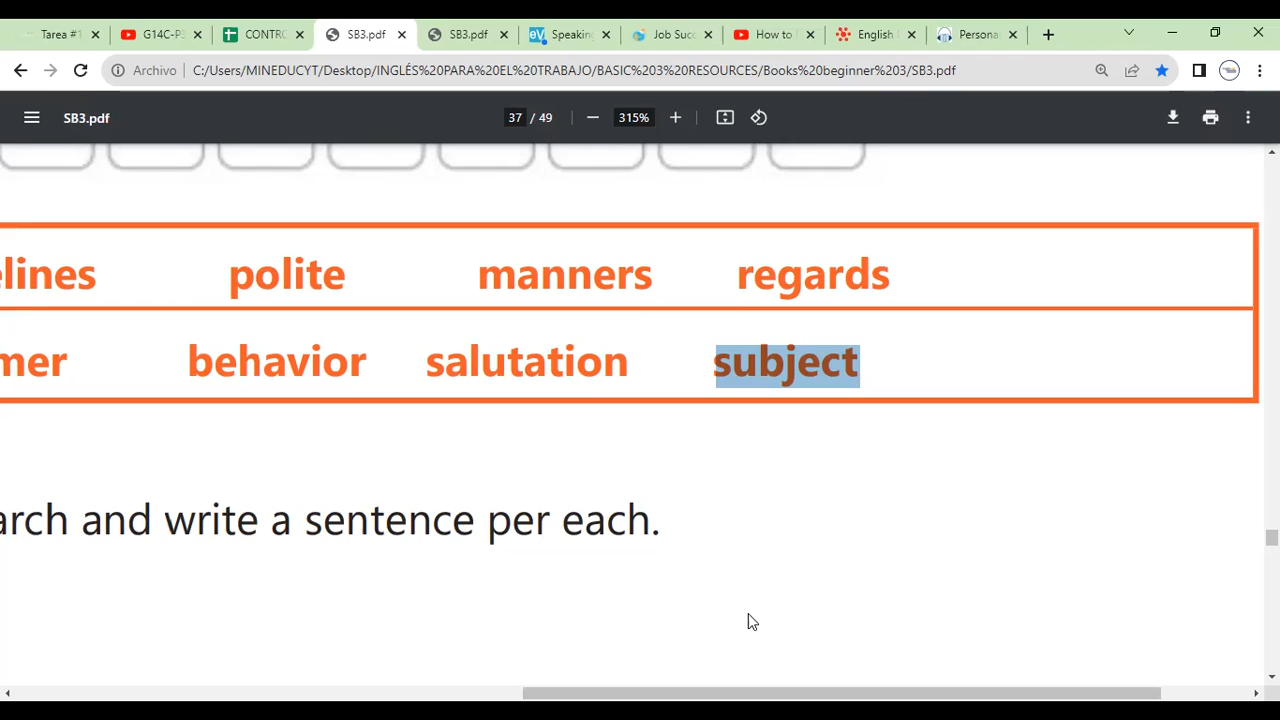 Tarea #1
G14C-P
CONTRO
SB3.pdf
SB3.pdf
Speaking
Job Suc
How to
English
Persona
Archivo
C:/Users/MINEDUCYT/Desktop/INGLÉS%20PARA%20EL%20TRABAJO/BASIC%203%20RESOURCES/Books%20beginner%203/SB3.pdf
SB3.pdf
37 / 49
315%
elines polite manners regards
mer behavior salutation subject
arch and write a sentence per each.